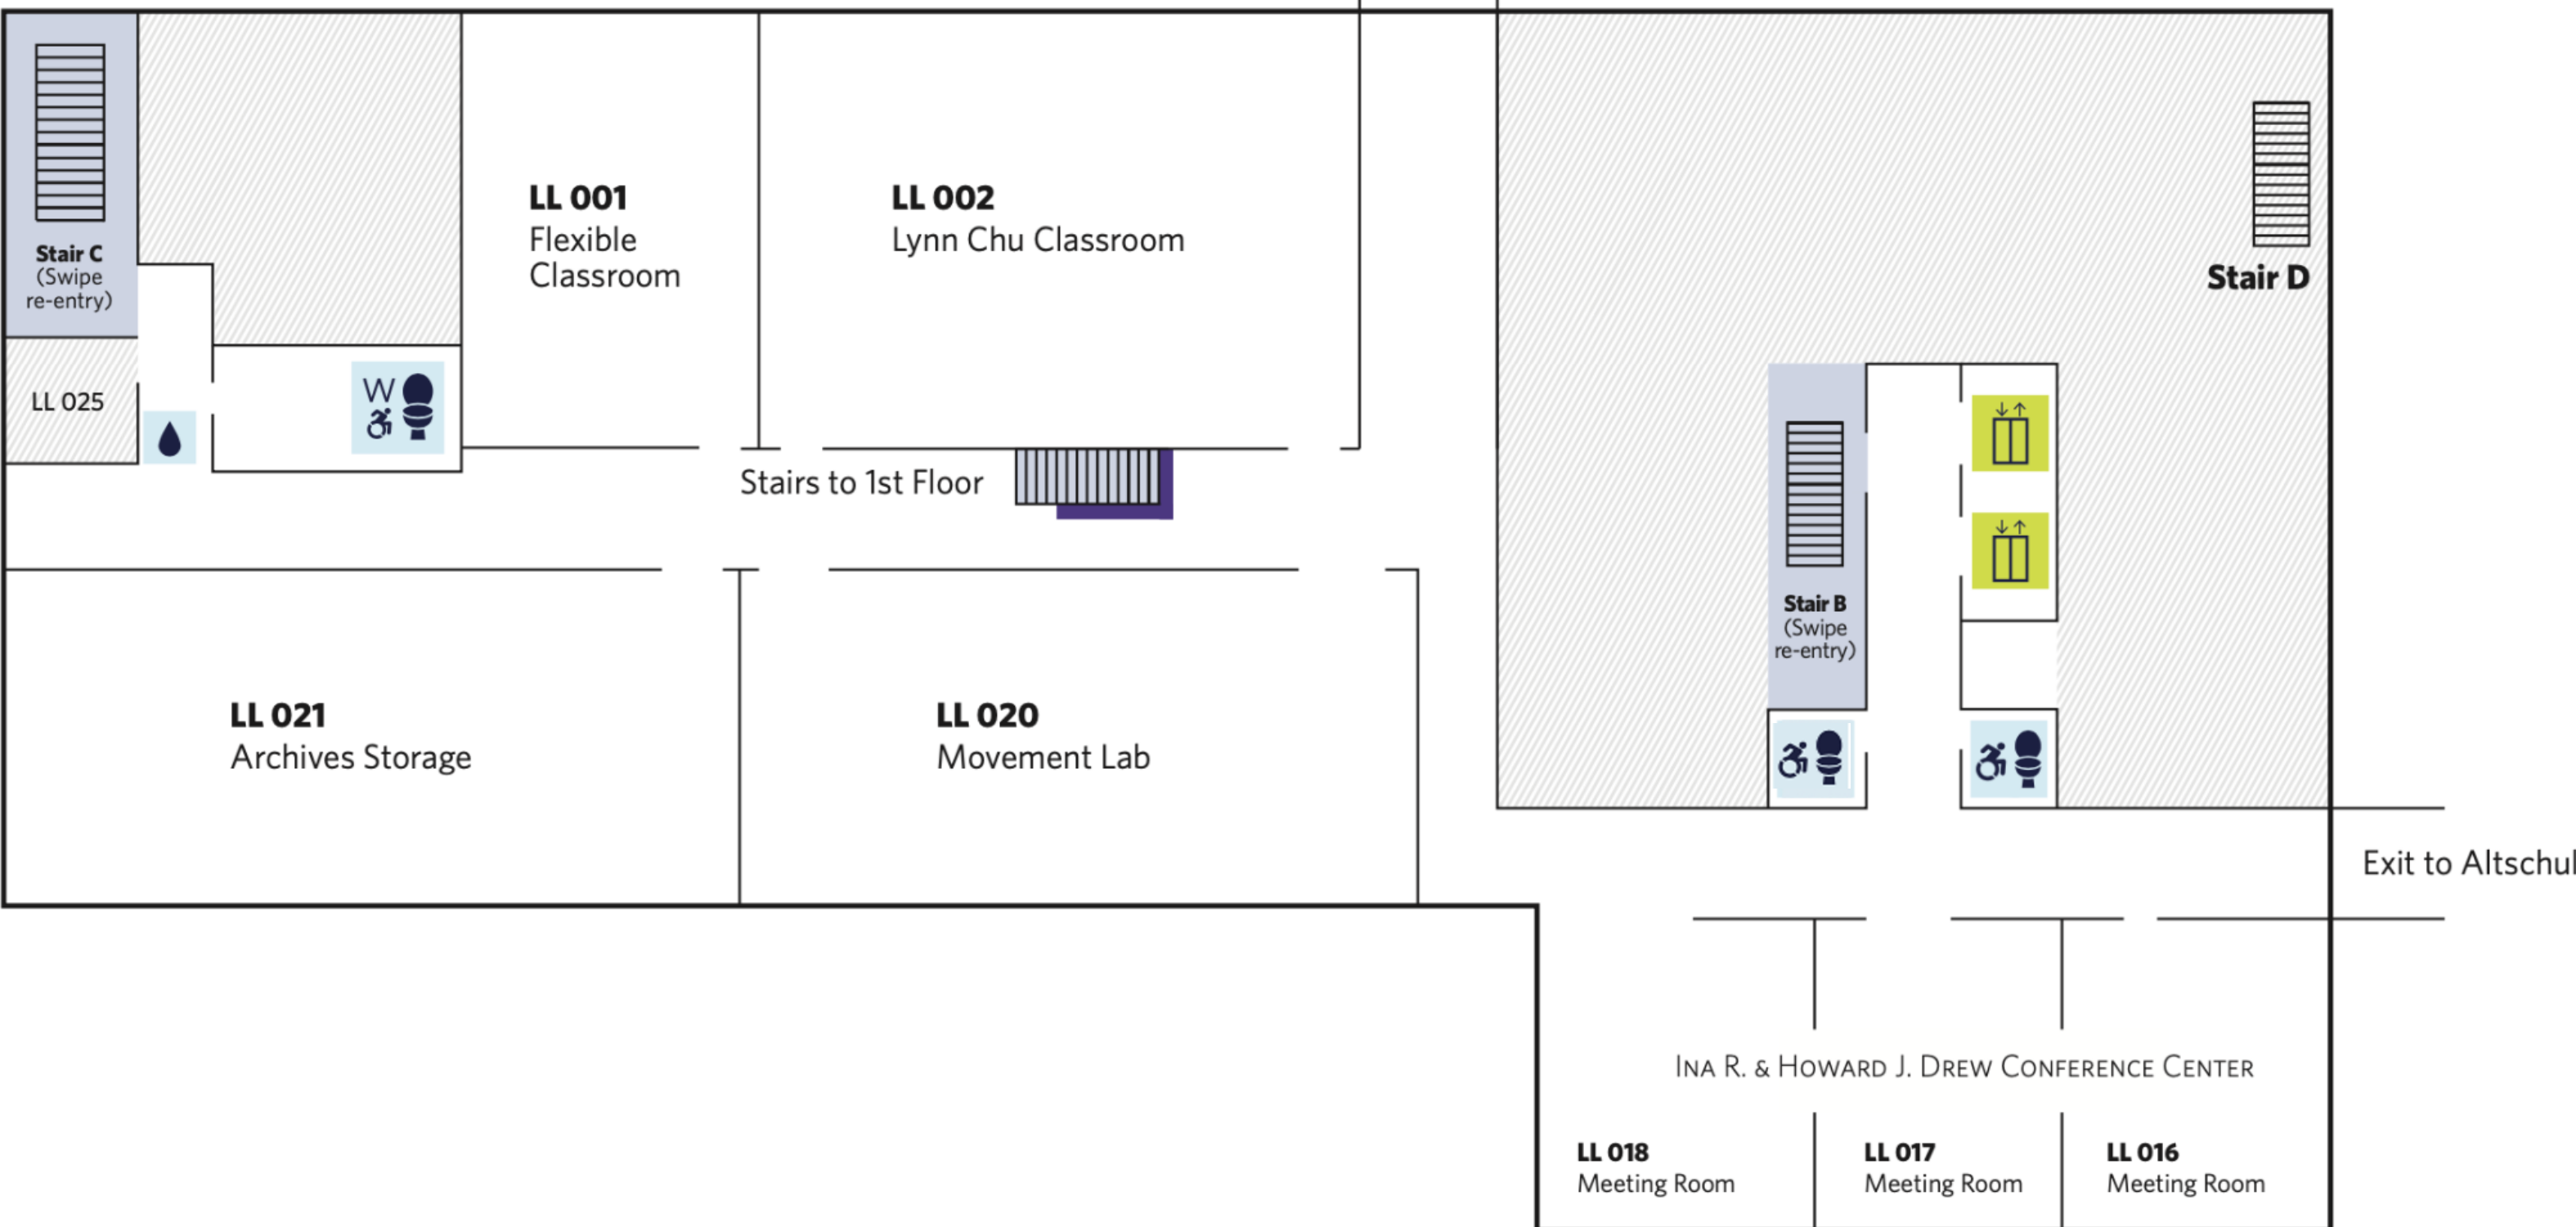 Stair C
(Swipe
re-entry)
LL 025
W
LL 001
Flexible
Classroom
LL 002
Lynn Chu Classroom
Stairs to 1st Floor
Stair D
Stair B
(Swipe
re-entry)
LL 021
Archives Storage
LL 020
Movement Lab
Exit to Altschul
INA R. & HOWARD J. DREW CONFERENCE CENTER
LL 018
Meeting Room
LL 017
Meeting Room
LL 016
Meeting Room